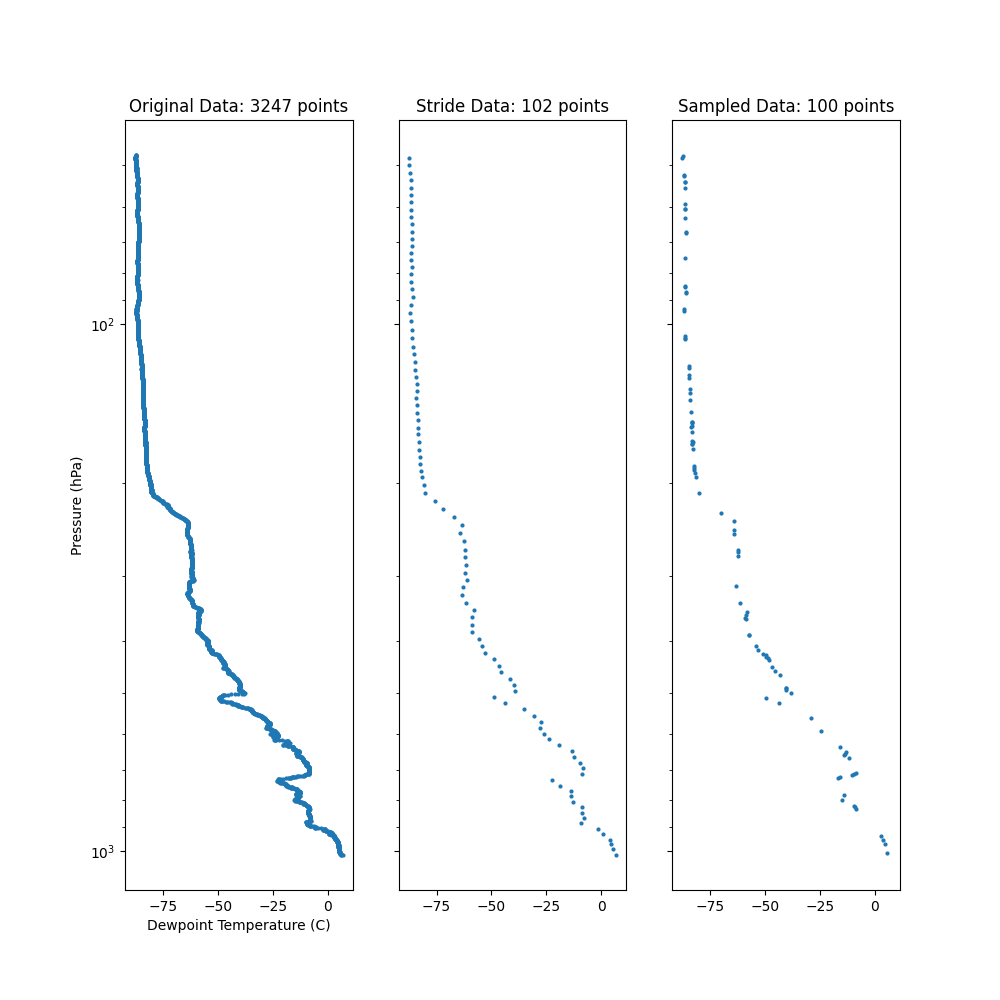 Original Data: 3247 points
Stride Data: 102 points
Sampled Data: 100 points
10²
10³
Pressure (hPa)
−75 −50 −25 0
−75 −50 −25 0
−75 −50 −25 0
Dewpoint Temperature (C)